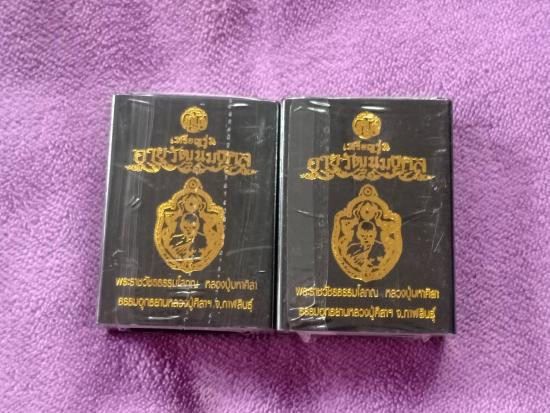 เหรียญรุ่น
อายุวัฒนมงคล
พระราชวัชรธรรมโสภณ หลวงปู่มหาศิลา
ธรรมอุทยานหลวงปู่ศิลาฯ จ.กาฬสินธุ์
เหรียญรุ่น
อายุวัฒนมงคล
พระราชวัชรธรรมโสภณ หลวงปู่มหาศิลา
ธรรมอุทยานหลวงปู่ศิลาฯ จ.กาฬสินธุ์